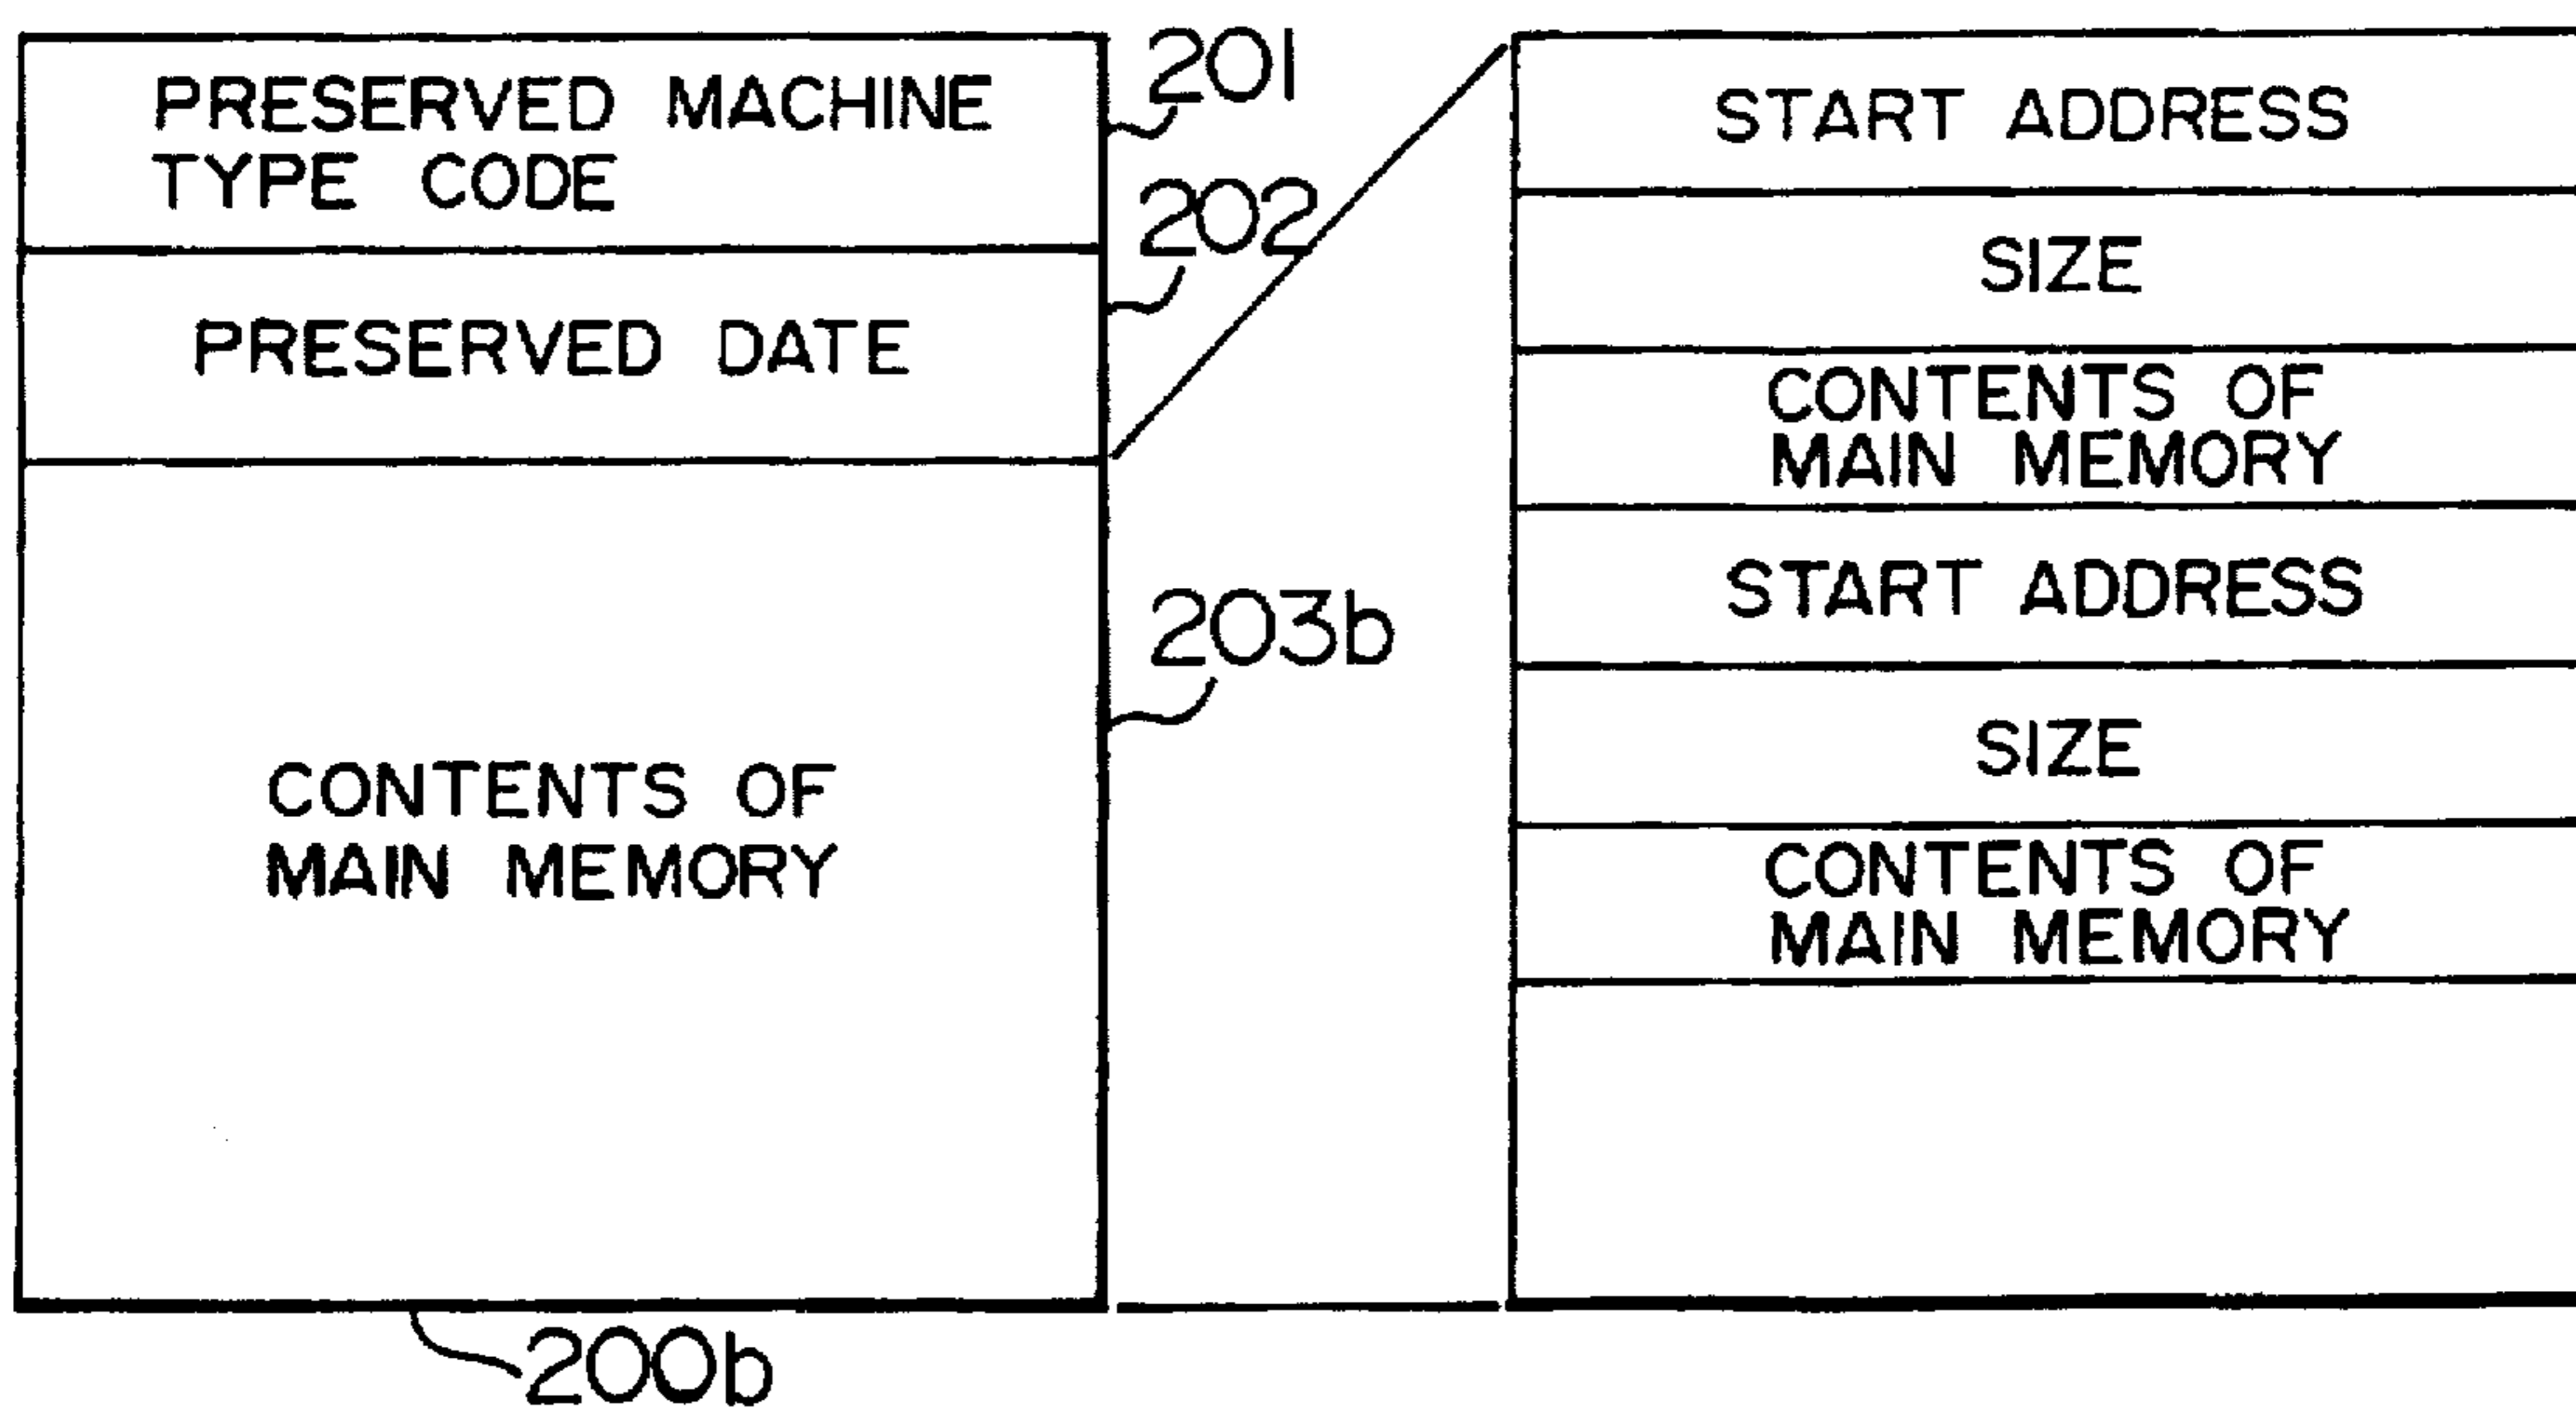 PRESERVED MACHINE
TYPE CODE
201
PRESERVED DATE
202
CONTENTS OF
MAIN MEMORY
203b
200b
START ADDRESS
SIZE
CONTENTS OF
MAIN MEMORY
START ADDRESS
SIZE
CONTENTS OF
MAIN MEMORY